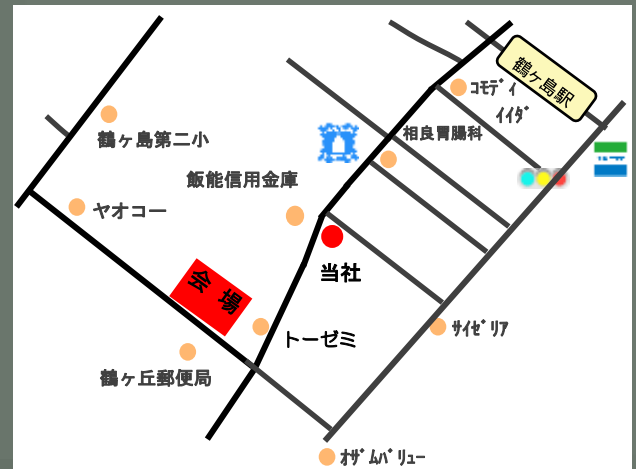 鶴ヶ島駅
ｺﾓﾃﾞｨ
ｲｲﾀﾞ
相良胃腸科
鶴ヶ島第二小
飯能信用金庫
ヤオコー
当社
会場
トーゼミ
ｻｲｾﾞﾘｱ
鶴ヶ丘郵便局
ｵｻﾞﾑﾊﾞﾘｭｰ